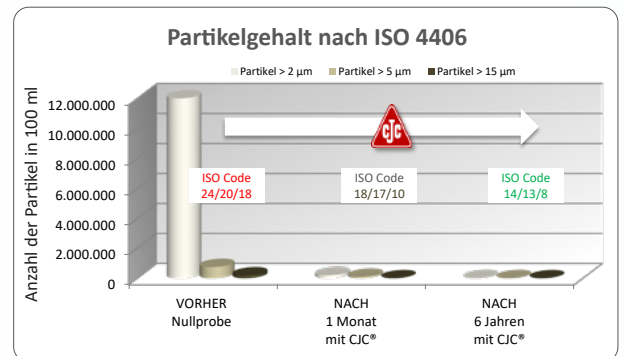 Partikelgehalt nach ISO 4406
Partikel > 2 µm Partikel > 5 µm Partikel > 15 µm
Anzahl der Partikel in 100 ml
12.000.000
10.000.000
8.000.000
6.000.000
4.000.000
2.000.000
0
CJC
ISO Code
24/20/18
ISO Code
18/17/10
ISO Code
14/13/8
VORHER
Nullprobe
NACH
1 Monat
mit CJC®
NACH
6 Jahren
mit CJC®